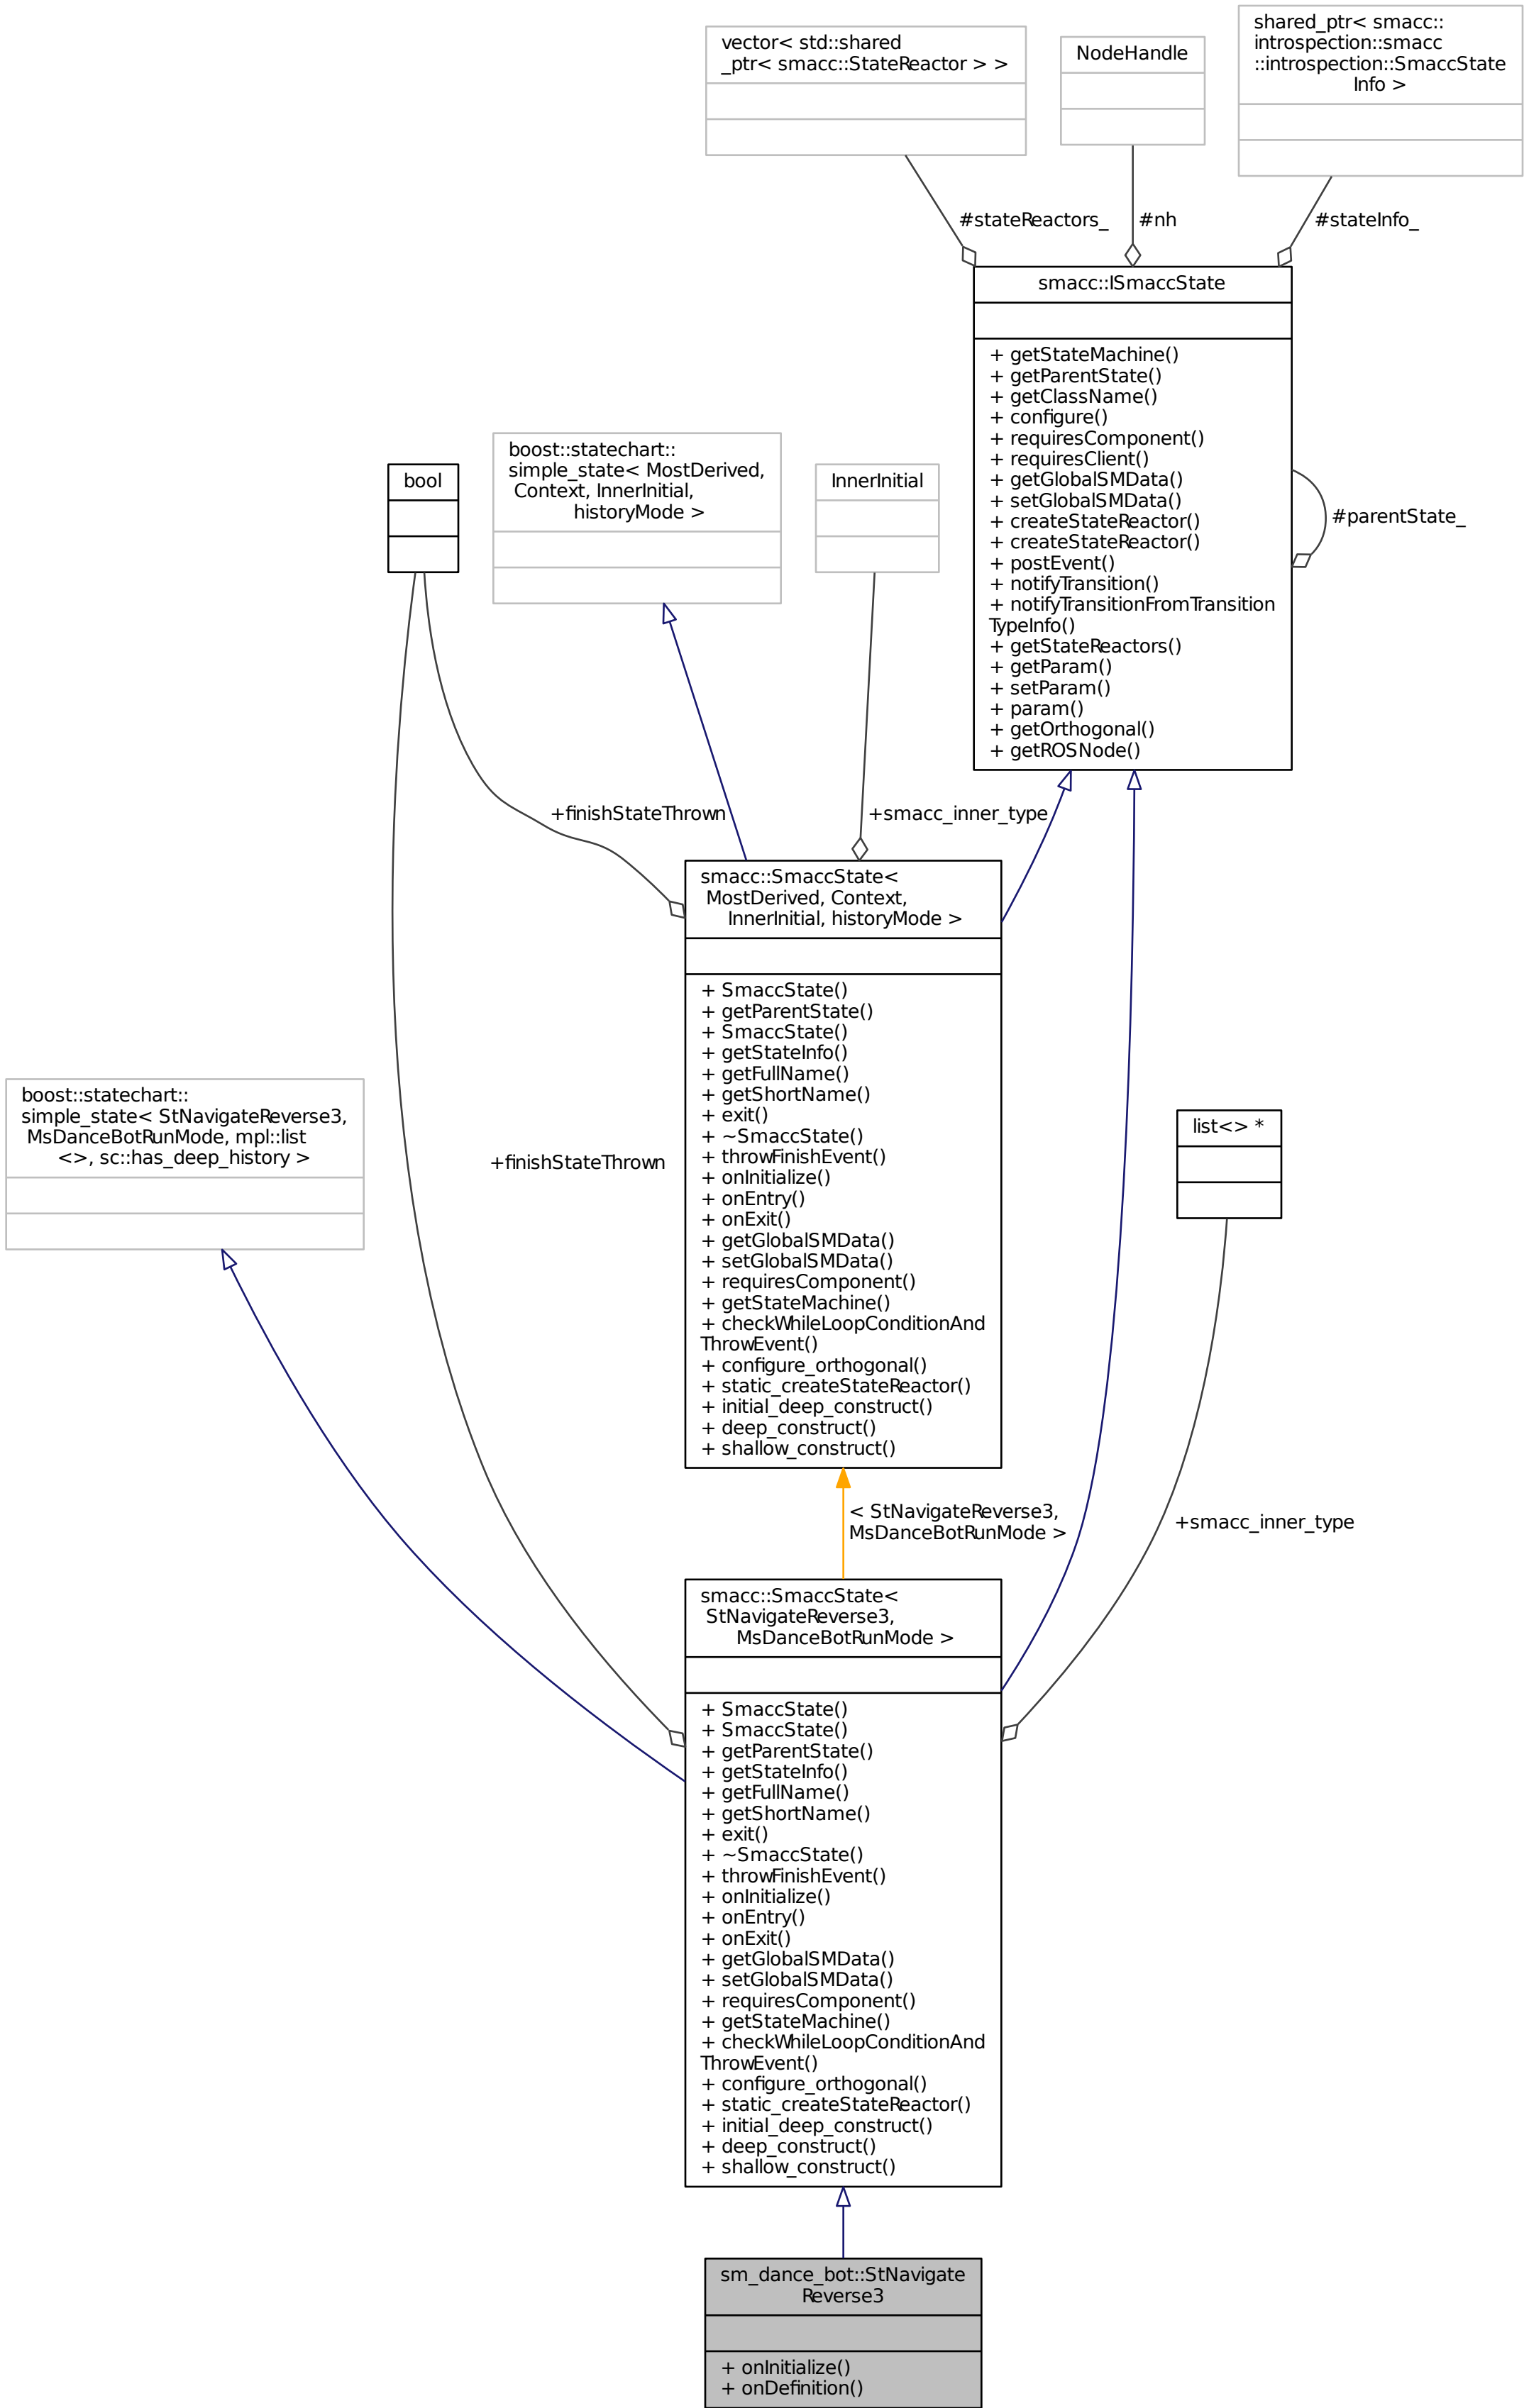 vector< std::shared
_ptr< smacc::StateReactor > >
NodeHandle
shared_ptr< smacc::
introspection::smacc
::introspection::SmaccState
Info >
#stateReactors_
#nh
#stateInfo_
smacc::ISmaccState
+ getStateMachine()
+ getParentState()
+ getClassName()
+ configure()
+ requiresComponent()
+ requiresClient()
+ getGlobalSMData()
+ setGlobalSMData()
+ createStateReactor()
+ createStateReactor()
+ postEvent()
+ notifyTransition()
+ notifyTransitionFromTransition
TypeInfo()
+ getStateReactors()
+ getParam()
+ setParam()
+ param()
+ getOrthogonal()
+ getROSNode()
#parentState_
bool
boost::statechart::
simple_state< MostDerived,
Context, InnerInitial,
historyMode >
InnerInitial
+finishStateThrown
+smacc_inner_type
smacc::SmaccState<
MostDerived, Context,
InnerInitial, historyMode >
+ SmaccState()
+ getParentState()
+ SmaccState()
+ getStateInfo()
+ getFullName()
+ getShortName()
+ exit()
+ ~SmaccState()
+ throwFinishEvent()
+ onInitialize()
+ onEntry()
+ onExit()
+ getGlobalSMData()
+ setGlobalSMData()
+ requiresComponent()
+ getStateMachine()
+ checkWhileLoopConditionAnd
ThrowEvent()
+ configure_orthogonal()
+ static_createStateReactor()
+ initial_deep_construct()
+ deep_construct()
+ shallow_construct()
boost::statechart::
simple_state< StNavigateReverse3,
MsDanceBotRunMode, mpl::list
<>, sc::has_deep_history >
+finishStateThrown
list<> *
< StNavigateReverse3,
MsDanceBotRunMode >
+smacc_inner_type
smacc::SmaccState<
StNavigateReverse3,
MsDanceBotRunMode >
+ SmaccState()
+ SmaccState()
+ getParentState()
+ getStateInfo()
+ getFullName()
+ getShortName()
+ exit()
+ ~SmaccState()
+ throwFinishEvent()
+ onInitialize()
+ onEntry()
+ onExit()
+ getGlobalSMData()
+ setGlobalSMData()
+ requiresComponent()
+ getStateMachine()
+ checkWhileLoopConditionAnd
ThrowEvent()
+ configure_orthogonal()
+ static_createStateReactor()
+ initial_deep_construct()
+ deep_construct()
+ shallow_construct()
sm_dance_bot::StNavigate
Reverse3
+ onInitialize()
+ onDefinition()